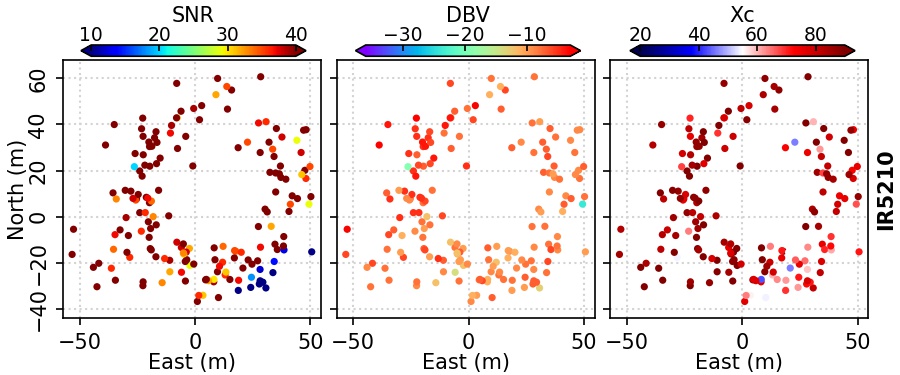 SNR DBV Xc
10 20 30 40 −30 −20 −10 20 40 60 80
60
40
20
0
−20
−40
North (m)
IR5210
−50 0 50 −50 0 50 −50 0 50
East (m) East (m) East (m)